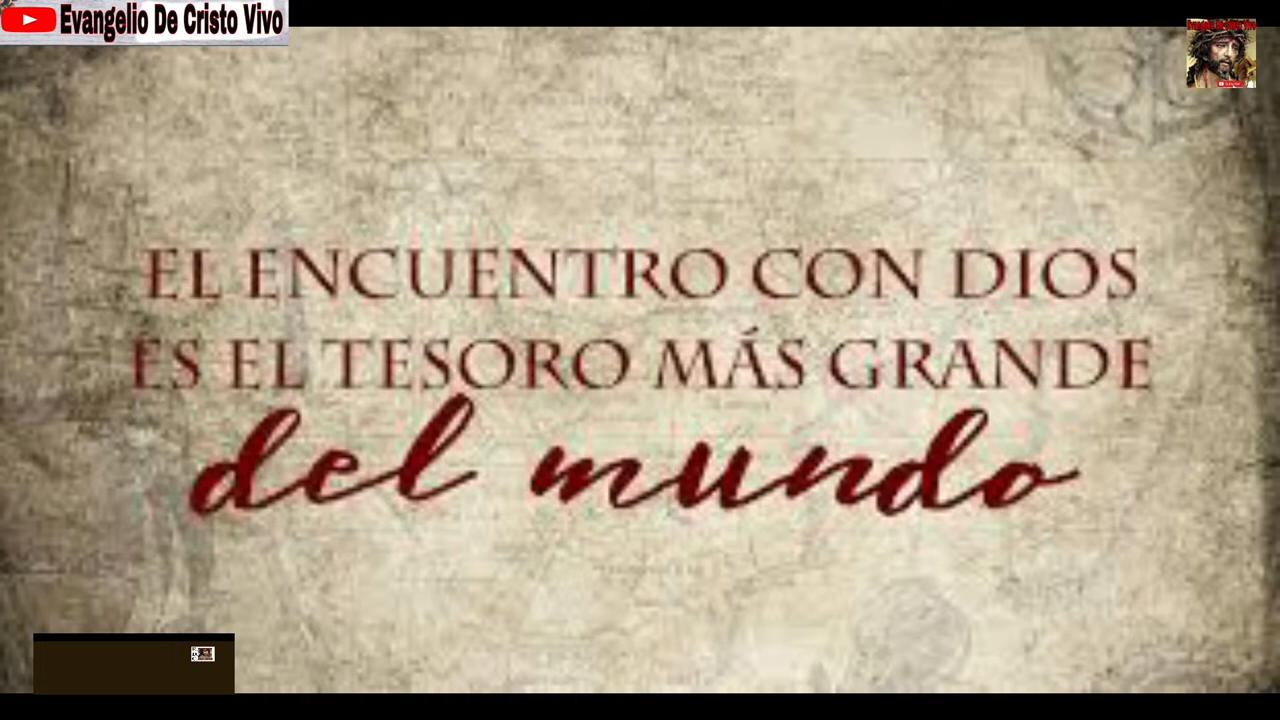 Evangelio De Cristo Vivo
EL ENCUENTRO CON DIOS
ES EL TESORO MÁS GRANDE
del mundo